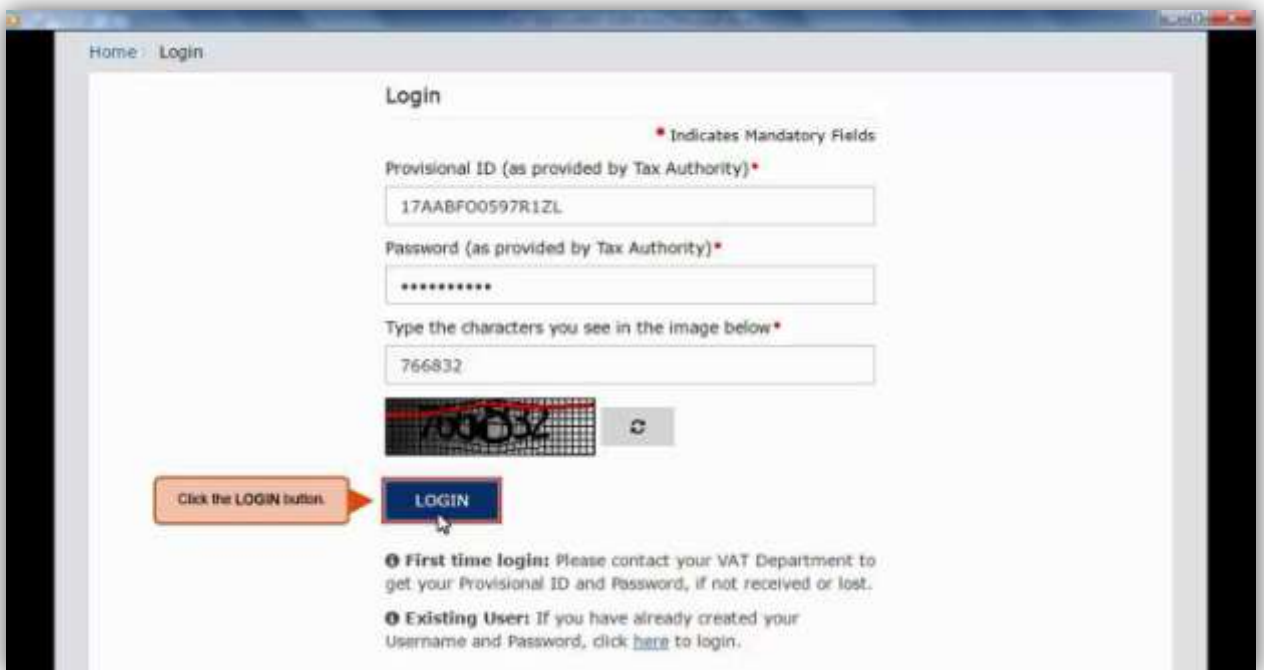 Home Login
Login
* Indicates Mandatory Fields
Provisional ID (as provided by Tax Authority)*
17AABFO0597R1ZL
Password (as provided by Tax Authority)*
••••••••••
Type the characters you see in the image below*
766832
766832
Click the LOGIN button.
LOGIN
First time login: Please contact your VAT Department to
get your Provisional ID and Password, if not received or lost.
Existing User: If you have already created your
Username and Password, click here to login.